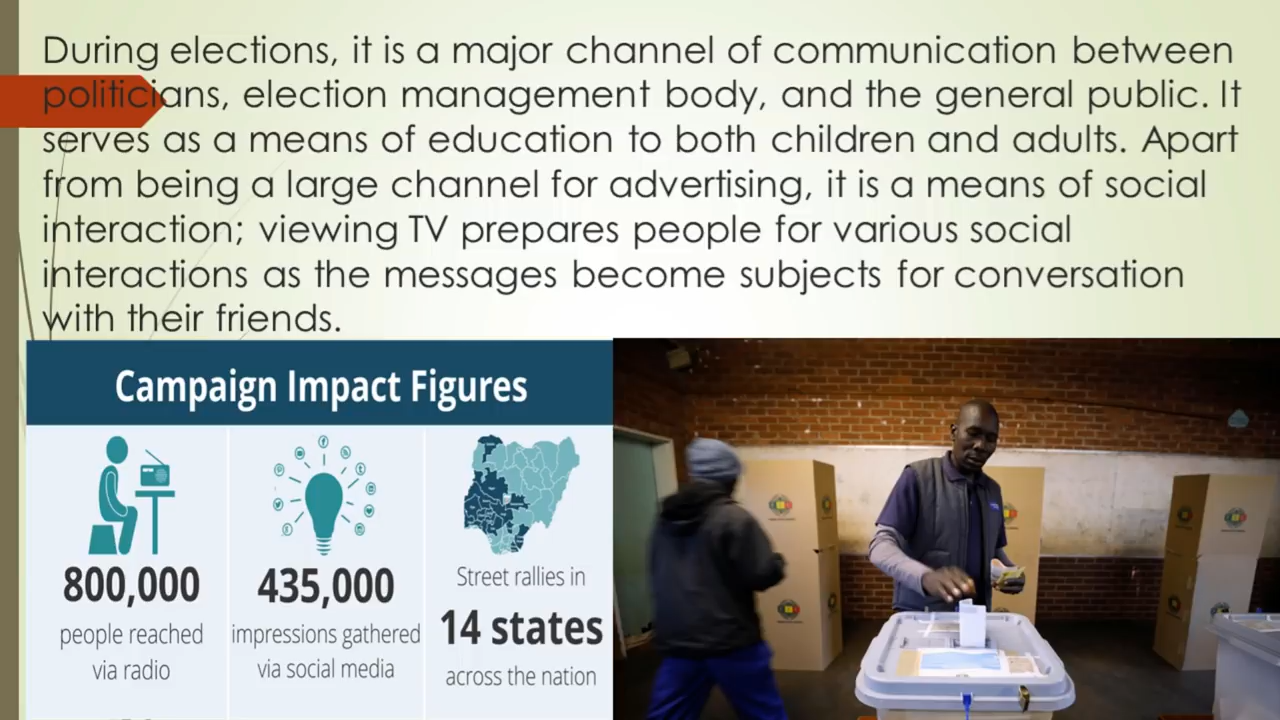 During elections, it is a major channel of communication between
politicians, election management body, and the general public. It
serves as a means of education to both children and adults. Apart
from being a large channel for advertising, it is a means of social
interaction; viewing TV prepares people for various social
interactions as the messages become subjects for conversation
with their friends.
Campaign Impact Figures
800,000
people reached
via radio
435,000
impressions gathered
via social media
Street rallies in
14 states
across the nation